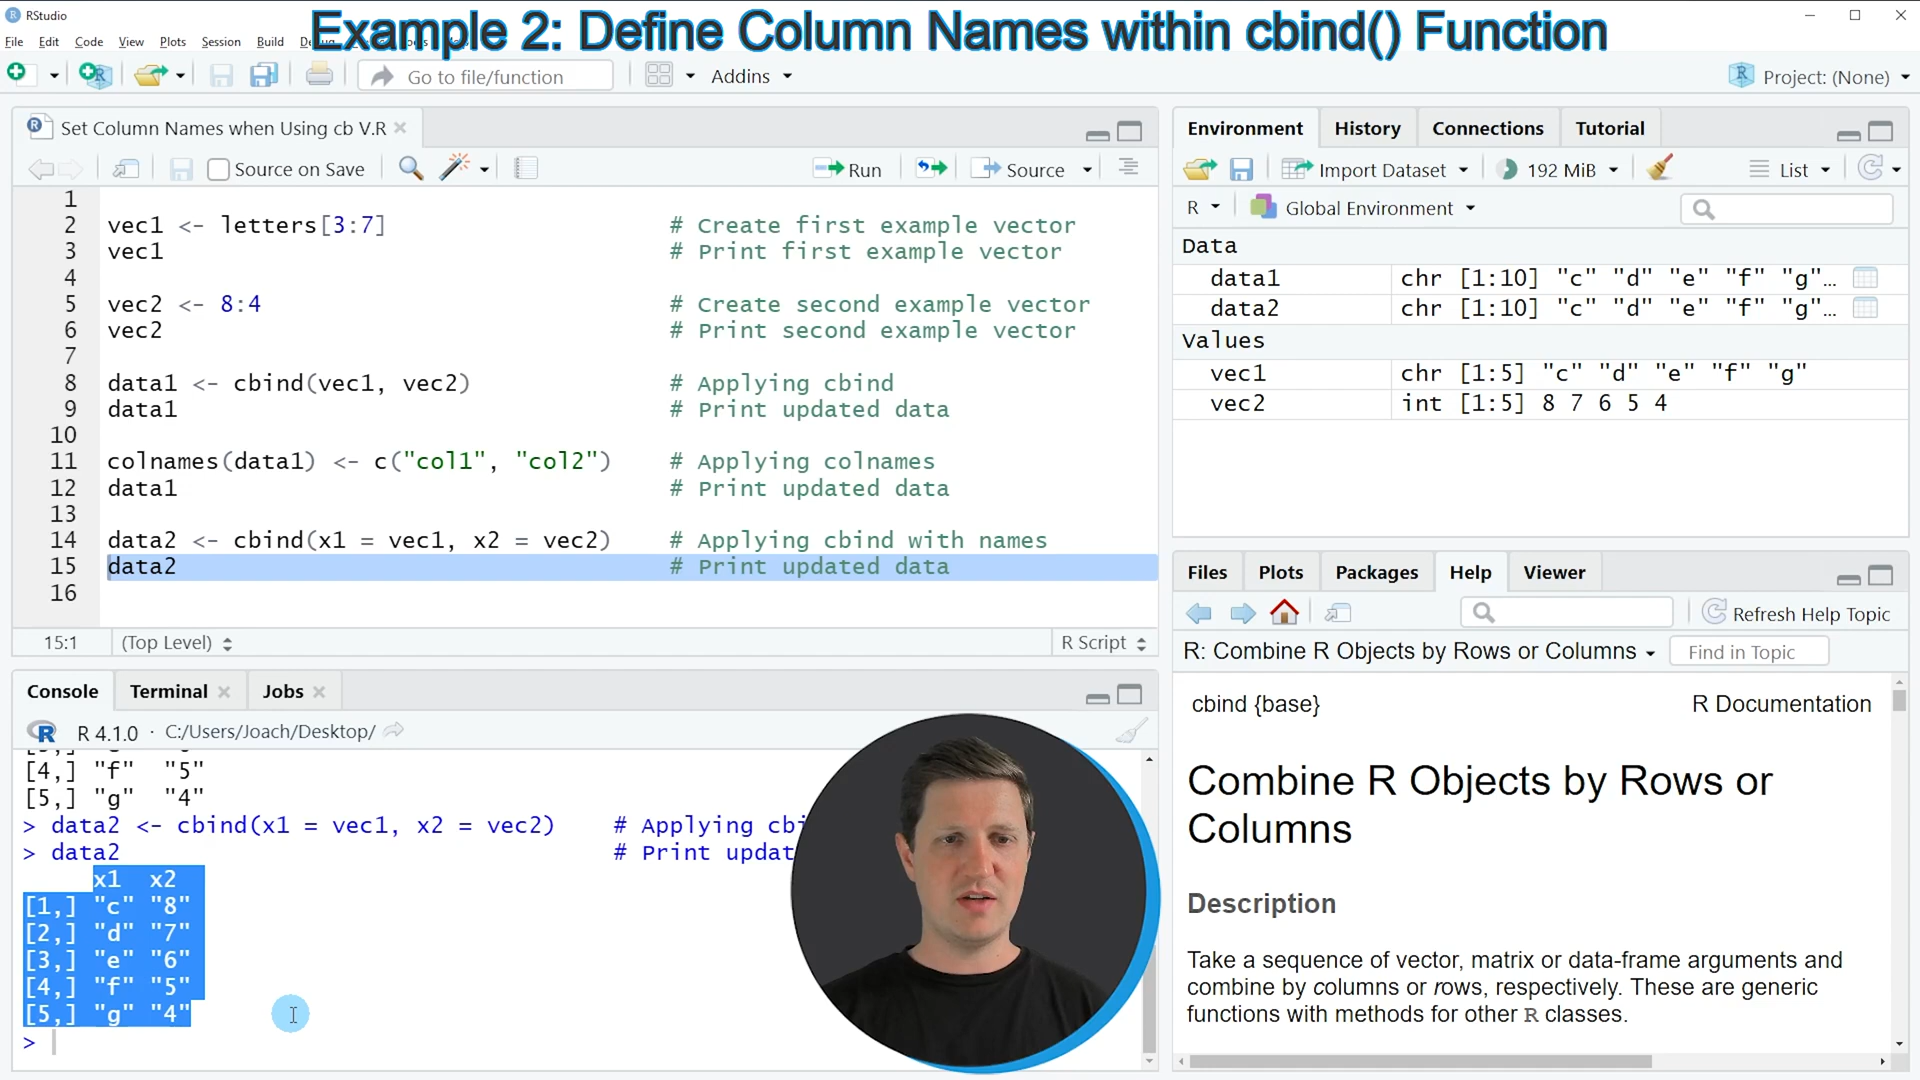 RStudio
Example 2: Define Column Names within cbind() Function
File Edit Code View Plots Session Build
Go to file/function Addins Project: (None)
Set Column Names when Using cb V.R
Source on Save Run Source
1
2 vec1 <- letters[3:7] # Create first example vector
3 vec1 # Print first example vector
4
5 vec2 <- 8:4 # Create second example vector
6 vec2 # Print second example vector
7
8 data1 <- cbind(vec1, vec2) # Applying cbind
9 data1 # Print updated data
10
11 colnames(data1) <- c("col1", "col2") # Applying colnames
12 data1 # Print updated data
13
14 data2 <- cbind(x1 = vec1, x2 = vec2) # Applying cbind with names
15 data2 # Print updated data
16
15:1 (Top Level) R Script
Console Terminal Jobs
R 4.1.0 · C:/Users/Joach/Desktop/
[4,] "f" "5"
[5,] "g" "4"
> data2 <- cbind(x1 = vec1, x2 = vec2) # Applying cbi
> data2 # Print updat
x1 x2
[1,] "c" "8"
[2,] "d" "7"
[3,] "e" "6"
[4,] "f" "5"
[5,] "g" "4"
>
Environment History Connections Tutorial
Import Dataset 192 MiB List
R Global Environment
Data
data1 chr [1:10] "c" "d" "e" "f" "g"…
data2 chr [1:10] "c" "d" "e" "f" "g"…
Values
vec1 chr [1:5] "c" "d" "e" "f" "g"
vec2 int [1:5] 8 7 6 5 4
Files Plots Packages Help Viewer
Refresh Help Topic
R: Combine R Objects by Rows or Columns Find in Topic
cbind {base} R Documentation
Combine R Objects by Rows or
Columns
Description
Take a sequence of vector, matrix or data-frame arguments and
combine by columns or rows, respectively. These are generic
functions with methods for other R classes.